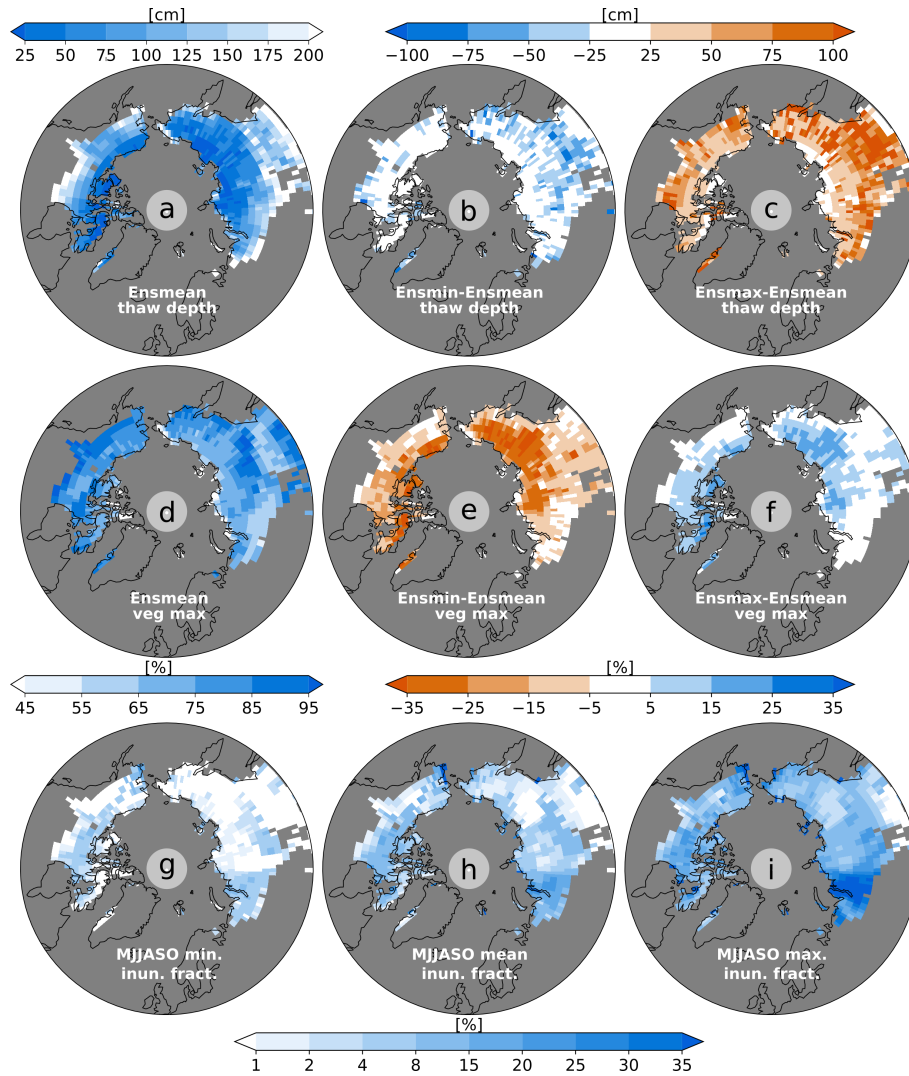 [cm] [cm]
25 50 75 100 125 150 175 200 −100 −75 −50 −25 25 50 75 100
a b c
Ensmean Ensmin-Ensmean Ensmax-Ensmean
thaw depth thaw depth thaw depth
d e f
Ensmean Ensmin-Ensmean Ensmax-Ensmean
veg max veg max veg max
[%] [%]
45 55 65 75 85 95 −35 −25 −15 −5 5 15 25 35
g h i
MJJASO min. MJJASO mean MJJASO max.
inun. fract. inun. fract. inun. fract.
[%]
1 2 4 8 15 20 25 30 35